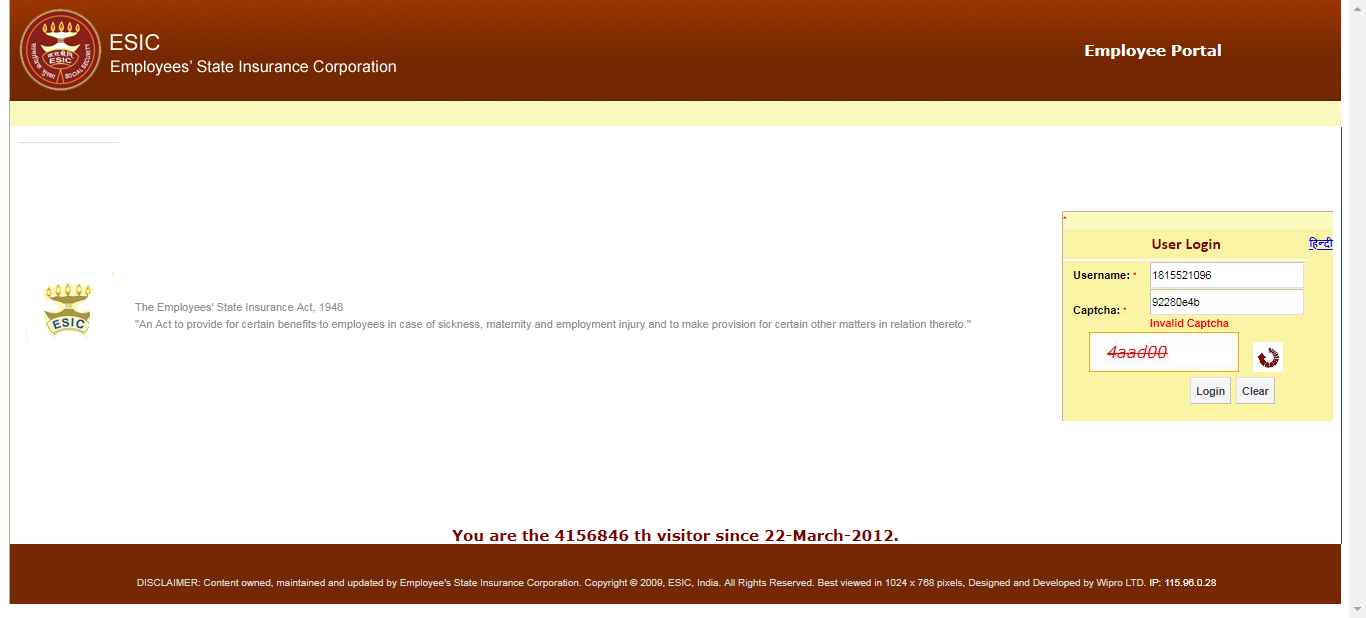 ESIC
Employees' State Insurance Corporation
Employee Portal
ESIC
SOCIAL SECURITY
*
User Login
हिन्दी
Username: * 1815521096
Captcha: * 92280e4b
Invalid Captcha
4aad00
Login Clear
ESIC
The Employees' State Insurance Act, 1948
"An Act to provide for certain benefits to employees in case of sickness, maternity and employment injury and to make provision for certain other matters in relation thereto."
You are the 4156846 th visitor since 22-March-2012.
DISCLAIMER: Content owned, maintained and updated by Employee's State Insurance Corporation. Copyright © 2009, ESIC, India. All Rights Reserved. Best viewed in 1024 x 768 pixels, Designed and Developed by Wipro LTD. IP: 115.96.0.28